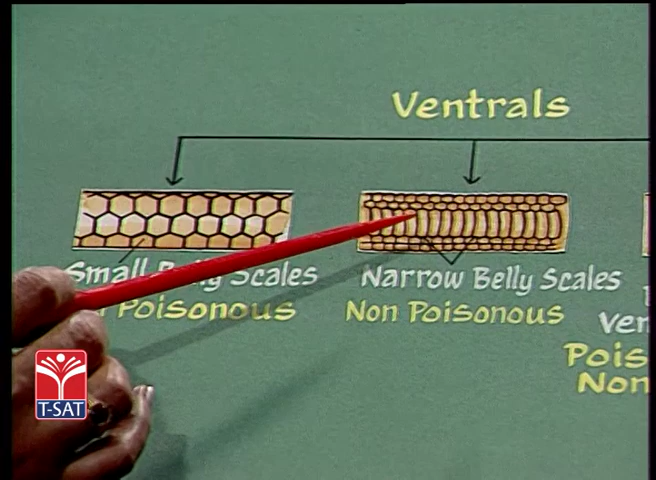 Ventrals
Small Belly Scales
Poisonous
Narrow Belly Scales
Non Poisonous
Ven
Pois
Non
T-SAT